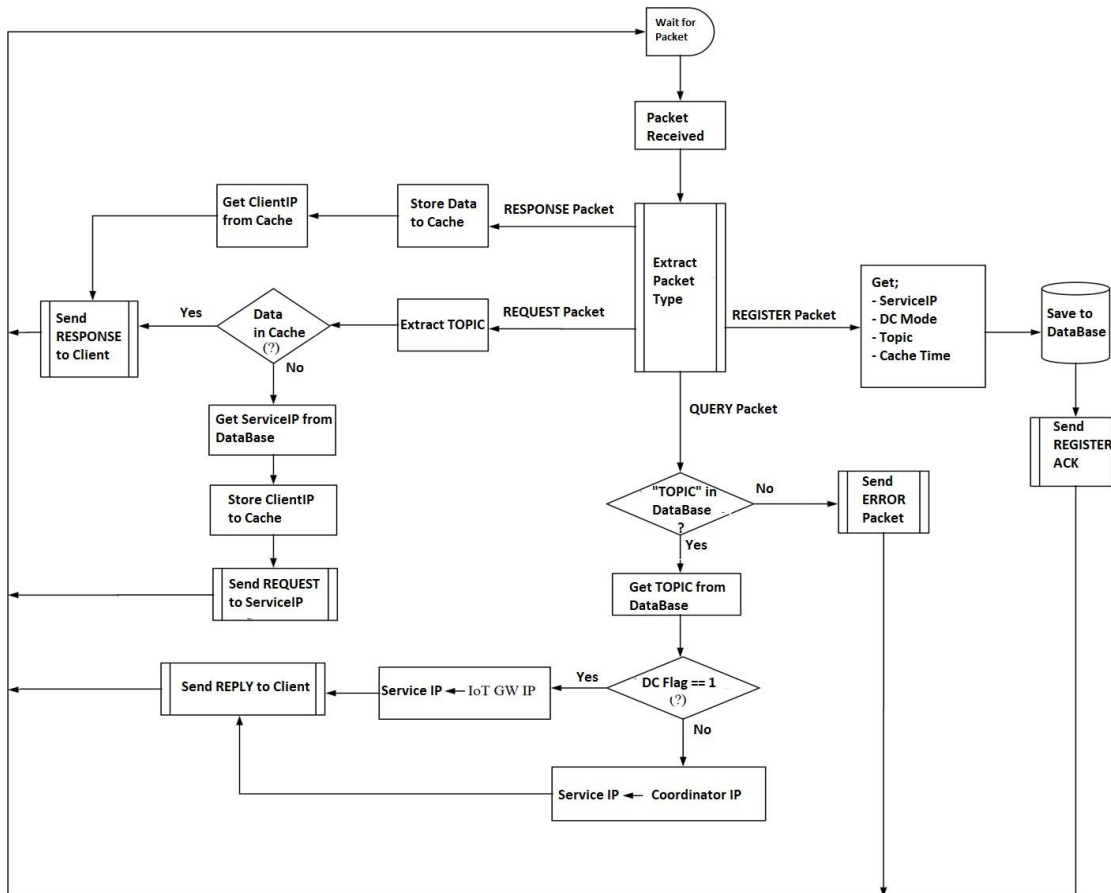 Wait for
Packet
Packet
Received
Get ClientIP
from Cache
Store Data
to Cache
RESPONSE Packet
Extract
Packet
Type
Get;
- ServiceIP
- DC Mode
- Topic
- Cache Time
Save to
DataBase
Send
RESPONSE
to Client
Yes
Data
in Cache
(?)
Extract TOPIC
REQUEST Packet
REGISTER Packet
No
Get ServiceIP from
DataBase
QUERY Packet
Send
REGISTER
ACK
Store ClientIP
to Cache
"TOPIC" in
DataBase
?
No
Send
ERROR
Packet
Yes
Send REQUEST
to ServiceIP
Get TOPIC from
DataBase
Send REPLY to Client
Service IP ← IoT GW IP
Yes
DC Flag == 1
(?)
No
Service IP ← Coordinator IP